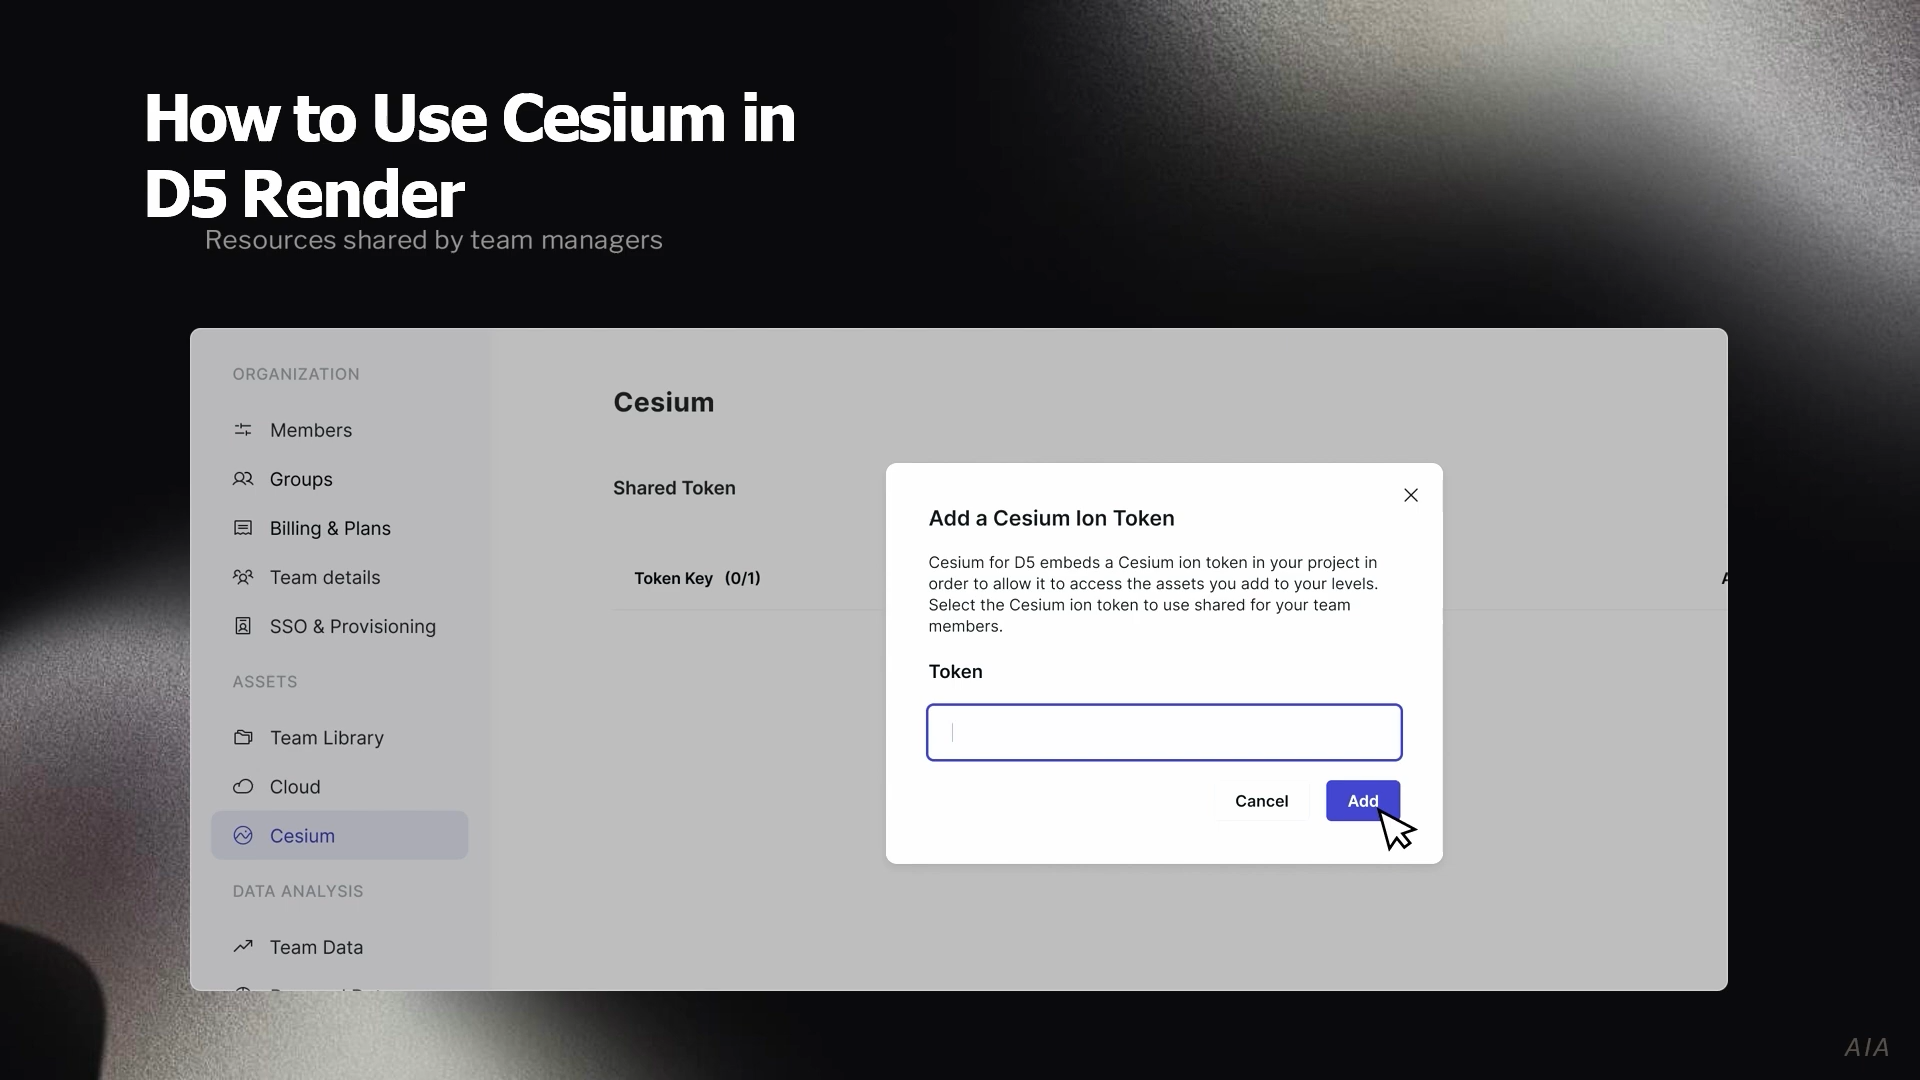 How to Use Cesium in
D5 Render
Resources shared by team managers
ORGANIZATION
Members
Groups
Billing & Plans
Team details
SSO & Provisioning
ASSETS
Team Library
Cloud
Cesium
DATA ANALYSIS
Team Data
Cesium
Shared Token
Token Key (0/1)
Add a Cesium Ion Token
Cesium for D5 embeds a Cesium ion token in your project in
order to allow it to access the assets you add to your levels.
Select the Cesium ion token to use shared for your team
members.
Token
Cancel
Add
AIA